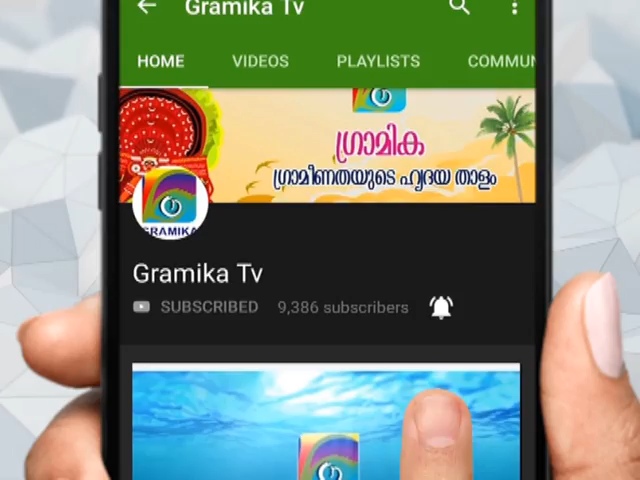 Gramika Tv
HOME VIDEOS PLAYLISTS COMMUN
ഗ്രാമിക
ഗ്രാമീണതയുടെ ഹൃദയ താളം
GRAMIKA
Gramika Tv
SUBSCRIBED 9,386 subscribers